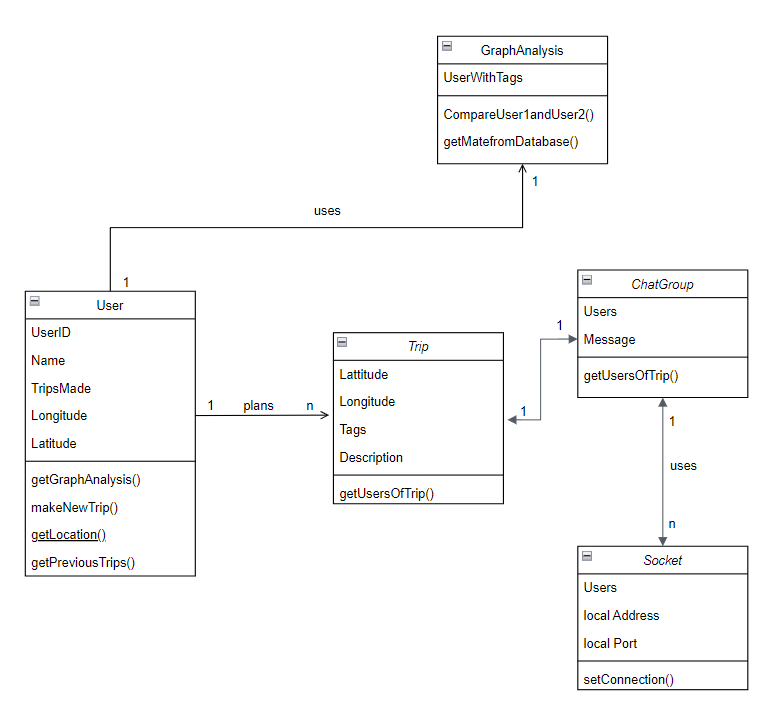 GraphAnalysis
UserWithTags
CompareUser1andUser2()
getMatefromDatabase()
1
uses
1
User
UserID
Name
TripsMade
Longitude
Latitude
getGraphAnalysis()
makeNewTrip()
getLocation()
getPreviousTrips()
1 plans n
Trip
Lattitude
Longitude
Tags
Description
getUsersOfTrip()
1
1
ChatGroup
Users
Message
getUsersOfTrip()
1
uses
n
Socket
Users
local Address
local Port
setConnection()